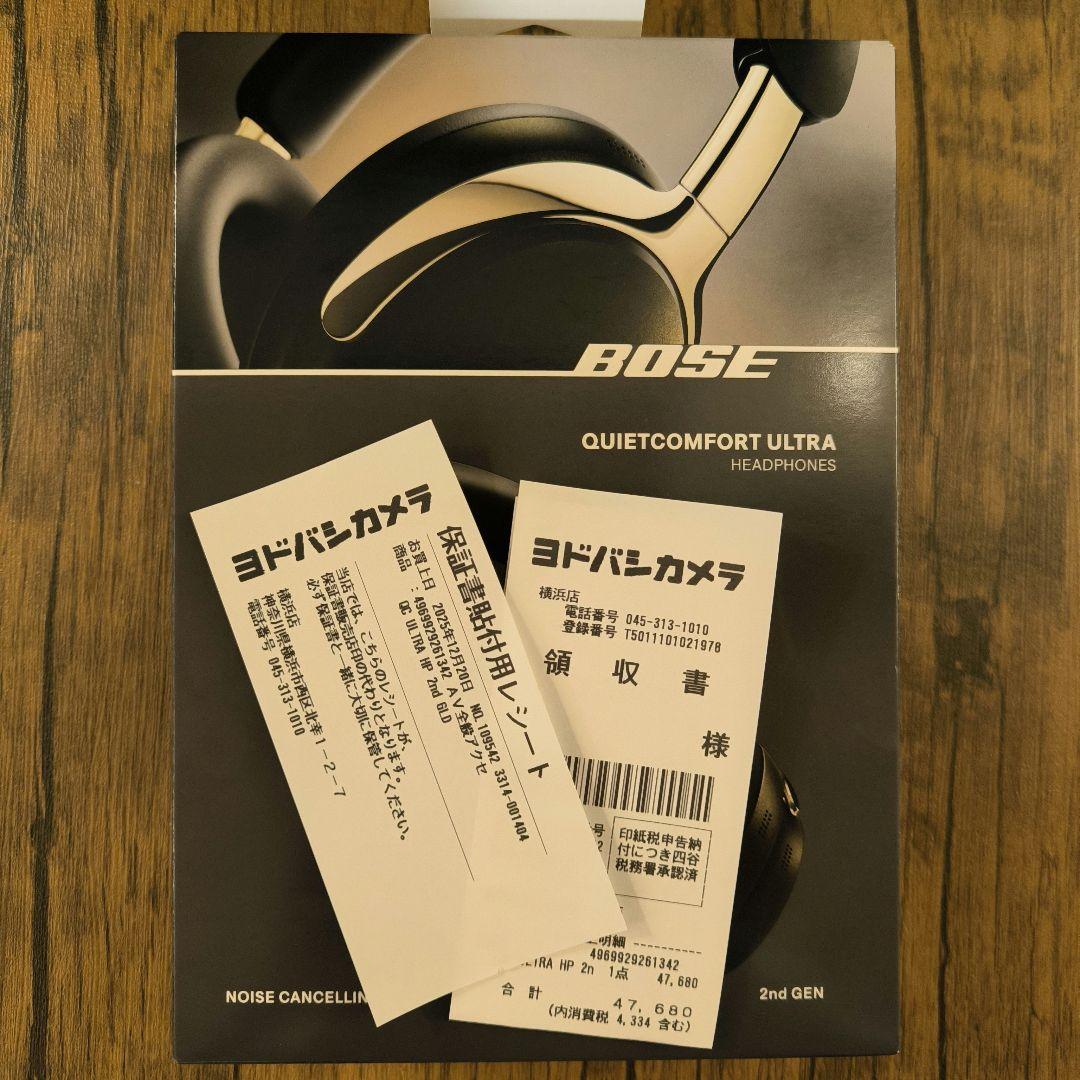 BOSE
QUIETCOMFORT ULTRA
HEADPHONES
ヨドバシカメラ
保証書貼付用レシート
お買上日 2025年12月20日 NO.109542 3314-001404
商品 : 4969929261342 AV全般アクセ
QC ULTRA HP 2nd GLD
当店では、こちらのレシートが、
保証書販売店印の代わりとなります。
必ず保証書と一緒に大切に保管してください。
横浜店
神奈川県横浜市西区北幸1-2-7
電話番号 045-313-1010
ヨドバシカメラ
横浜店
電話番号 045-313-1010
登録番号 T5011101021978
領収書
様
号
2
印紙税申告納
付につき四谷
税務署承認済
明細 ----------
4969929261342
ULTRA HP 2n 1点 47,680
合計 47,680
(内消費税 4,334 含む)
NOISE CANCELLIN
2nd GEN